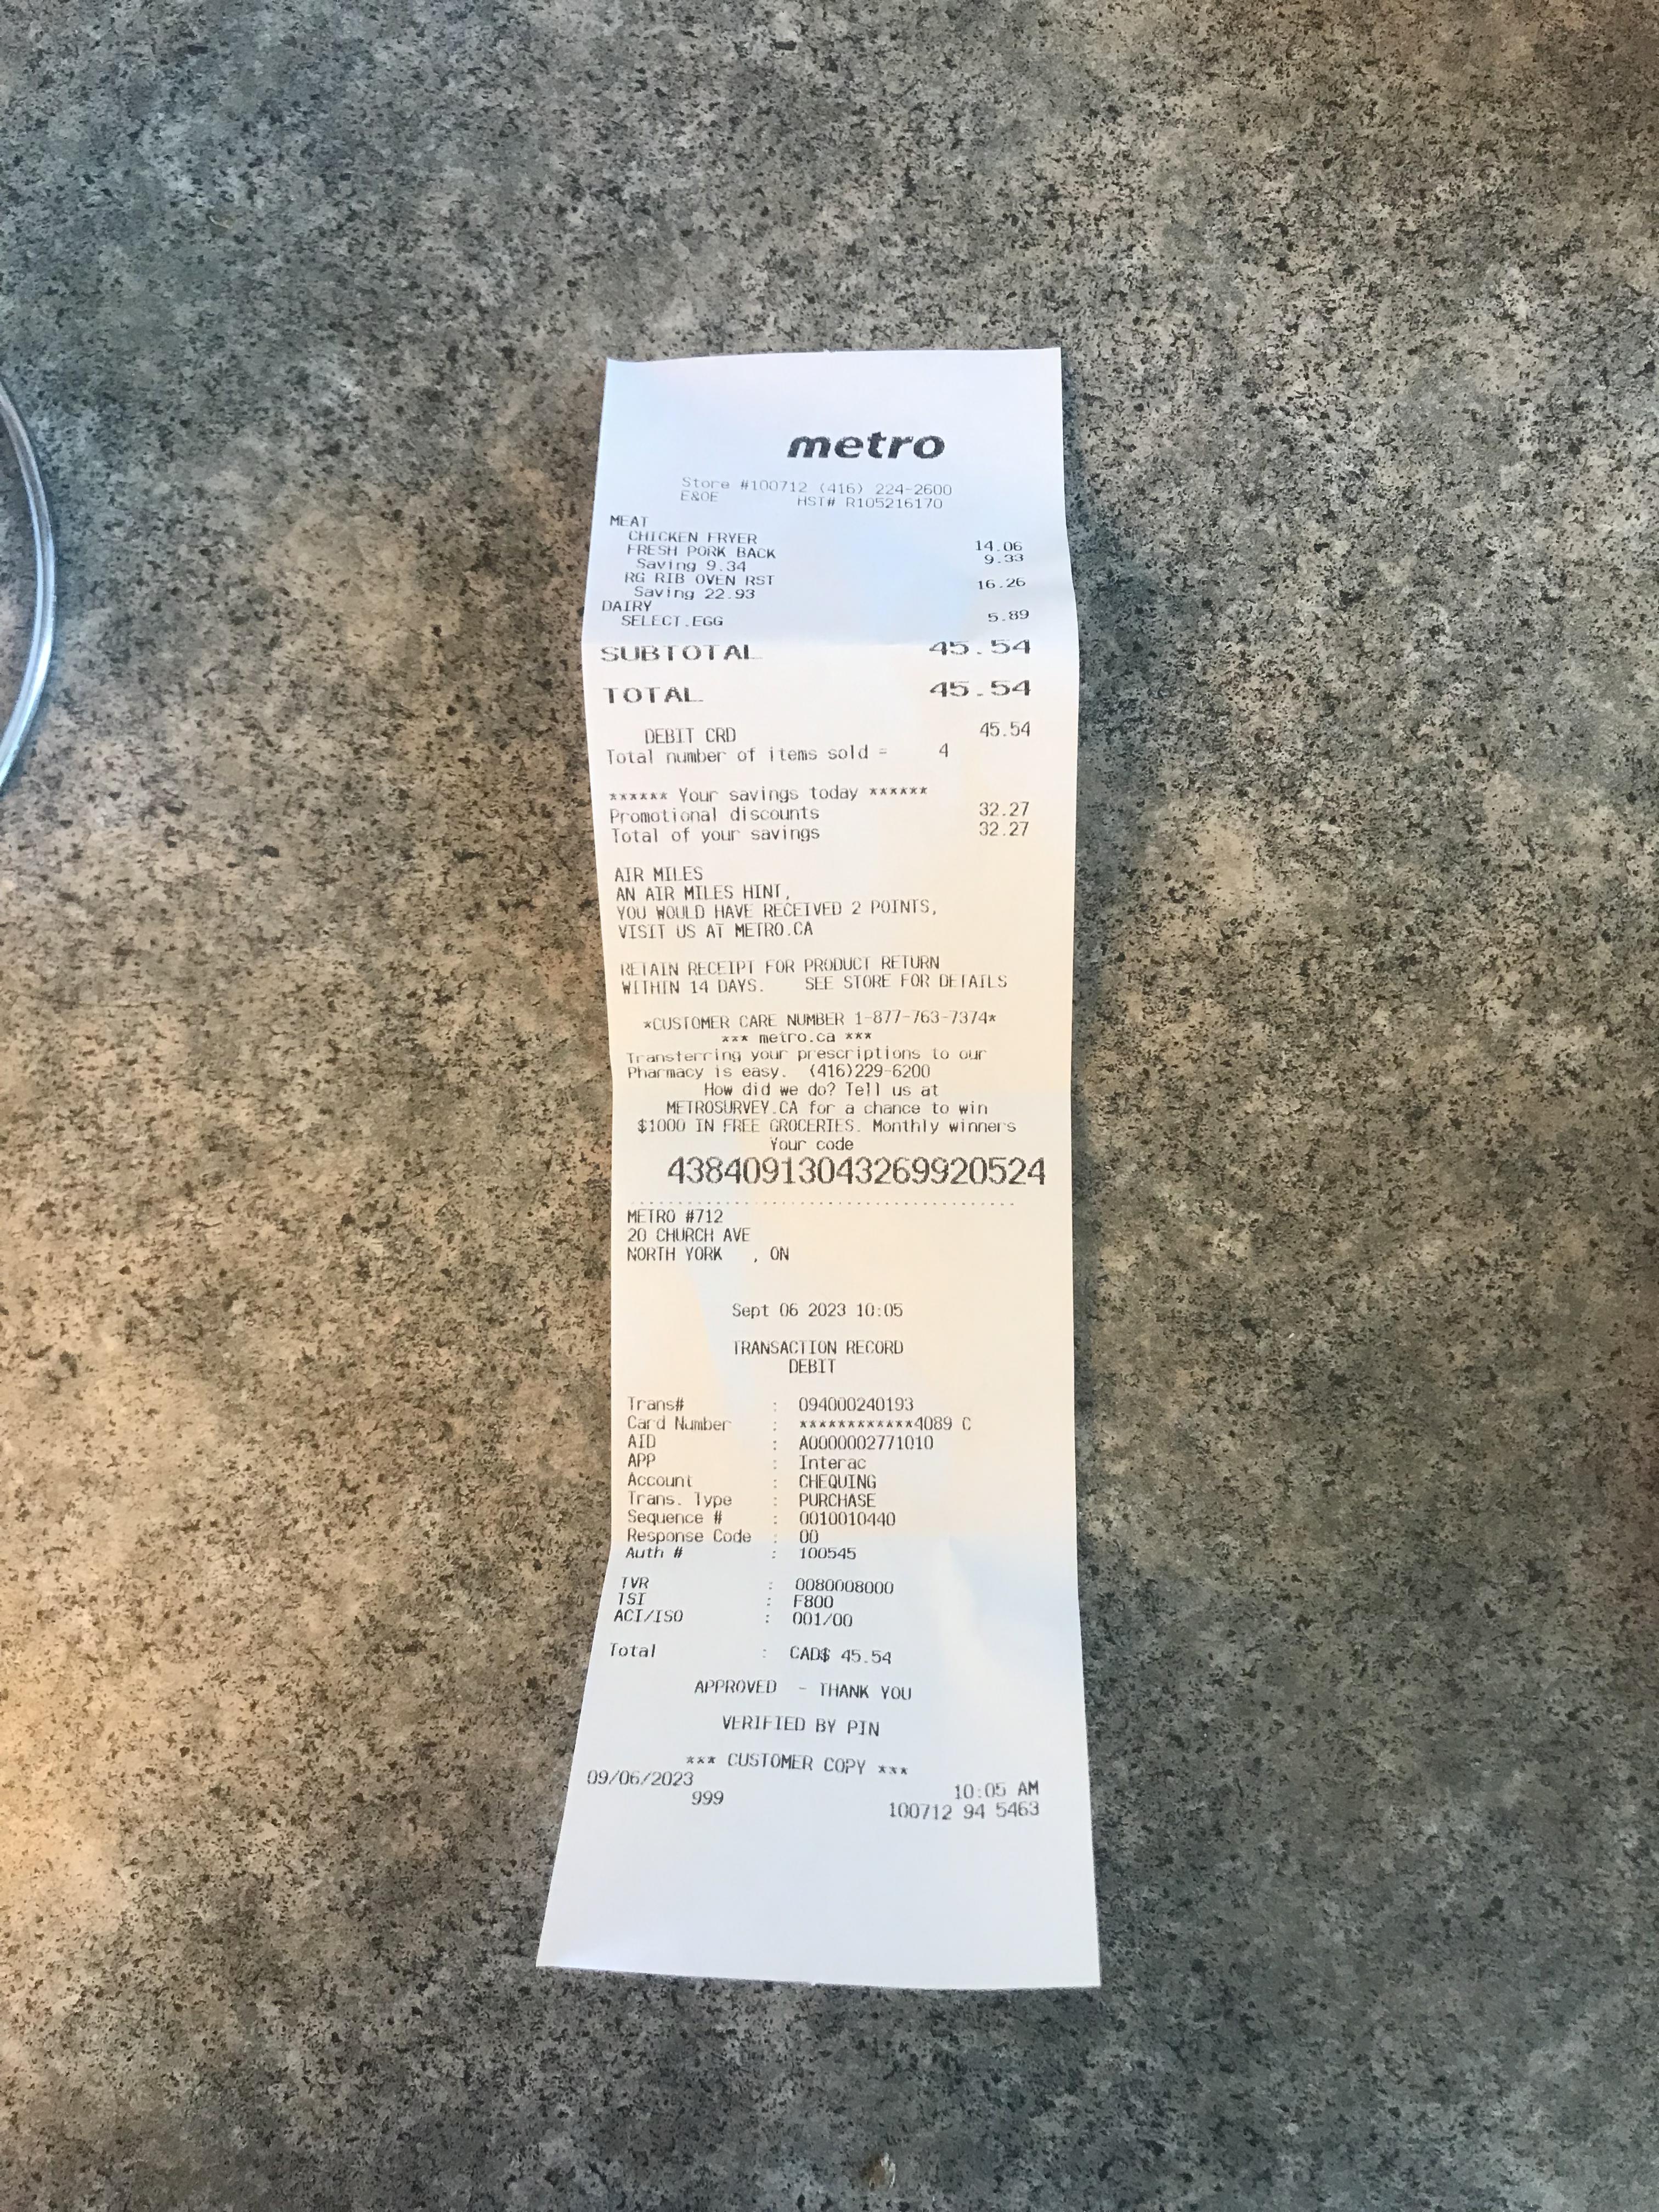 metro
Store #100712 (416) 224-2600
E&OE HST# R105216170
MEAT
CHICKEN FRYER 14.06
FRESH PORK BACK 9.33
Saving 9.34
RG RIB OVEN RST 16.26
Saving 22.93
DAIRY
SELECT.EGG 5.89
SUBTOTAL 45.54
TOTAL 45.54
DEBIT CRD 45.54
Total number of items sold = 4
****** Your savings today ******
Promotional discounts 32.27
Total of your savings 32.27
AIR MILES
AN AIR MILES HINT,
YOU WOULD HAVE RECEIVED 2 POINTS,
VISIT US AT METRO.CA
RETAIN RECEIPT FOR PRODUCT RETURN
WITHIN 14 DAYS. SEE STORE FOR DETAILS
*CUSTOMER CARE NUMBER 1-877-763-7374*
*** metro.ca ***
Transferring your prescriptions to our
Pharmacy is easy. (416)229-6200
How did we do? Tell us at
METROSURVEY.CA for a chance to win
$1000 IN FREE GROCERIES. Monthly winners
Your code
43840913043269920524
METRO #712
20 CHURCH AVE
NORTH YORK , ON
Sept 06 2023 10:05
TRANSACTION RECORD
DEBIT
Trans# : 094000240193
Card Number : ************4089 C
AID : A0000002771010
APP : Interac
Account : CHEQUING
Trans. Type : PURCHASE
Sequence # : 0010010440
Response Code : 00
Auth # : 100545
TVR : 0080008000
TSI : F800
ACI/ISO : 001/00
Total : CAD$ 45.54
APPROVED - THANK YOU
VERIFIED BY PIN
*** CUSTOMER COPY ***
09/06/2023 10:05 AM
999 100712 94 5463